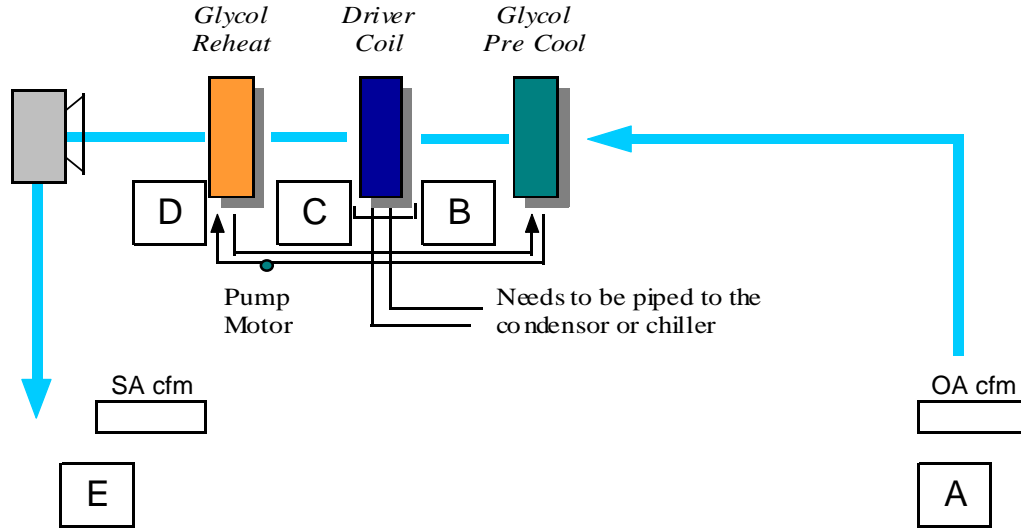 Glycol
Reheat
Driver
Coil
Glycol
Pre Cool
D
C
B
Pump
Motor
Needs to be piped to the
condensor or chiller
SA cfm
OA cfm
E
A